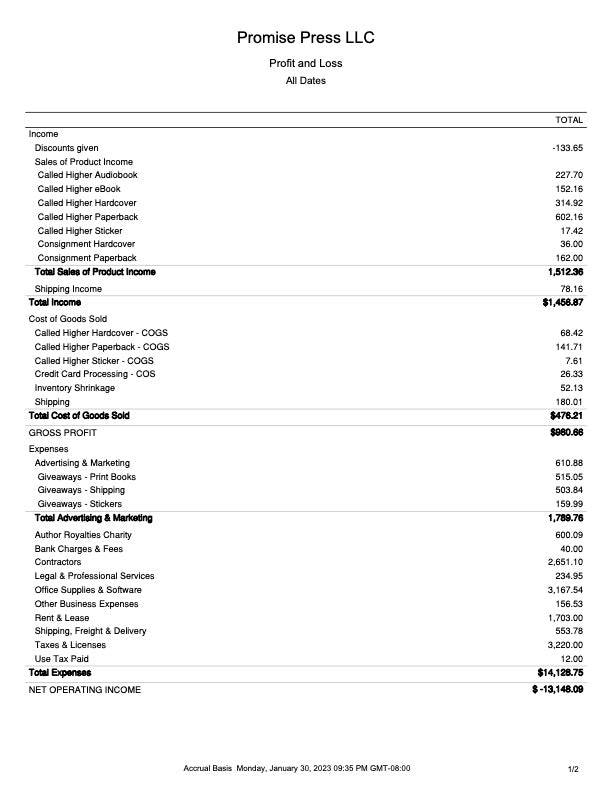 Promise Press LLC
Profit and Loss
All Dates
TOTAL
Income
Discounts given -133.65
Sales of Product Income
Called Higher Audiobook 227.70
Called Higher eBook 152.16
Called Higher Hardcover 314.92
Called Higher Paperback 602.16
Called Higher Sticker 17.42
Consignment Hardcover 36.00
Consignment Paperback 162.00
Total Sales of Product Income 1,512.36
Shipping Income 78.16
Total Income $1,456.87
Cost of Goods Sold
Called Higher Hardcover - COGS 68.42
Called Higher Paperback - COGS 141.71
Called Higher Sticker - COGS 7.61
Credit Card Processing - COS 26.33
Inventory Shrinkage 52.13
Shipping 180.01
Total Cost of Goods Sold $476.21
GROSS PROFIT $980.66
Expenses
Advertising & Marketing 610.88
Giveaways - Print Books 515.05
Giveaways - Shipping 503.84
Giveaways - Stickers 159.99
Total Advertising & Marketing 1,789.76
Author Royalties Charity 600.09
Bank Charges & Fees 40.00
Contractors 2,651.10
Legal & Professional Services 234.95
Office Supplies & Software 3,167.54
Other Business Expenses 156.53
Rent & Lease 1,703.00
Shipping, Freight & Delivery 553.78
Taxes & Licenses 3,220.00
Use Tax Paid 12.00
Total Expenses $14,128.75
NET OPERATING INCOME $ -13,148.09
Accrual Basis Monday, January 30, 2023 09:35 PM GMT-08:00 1/2